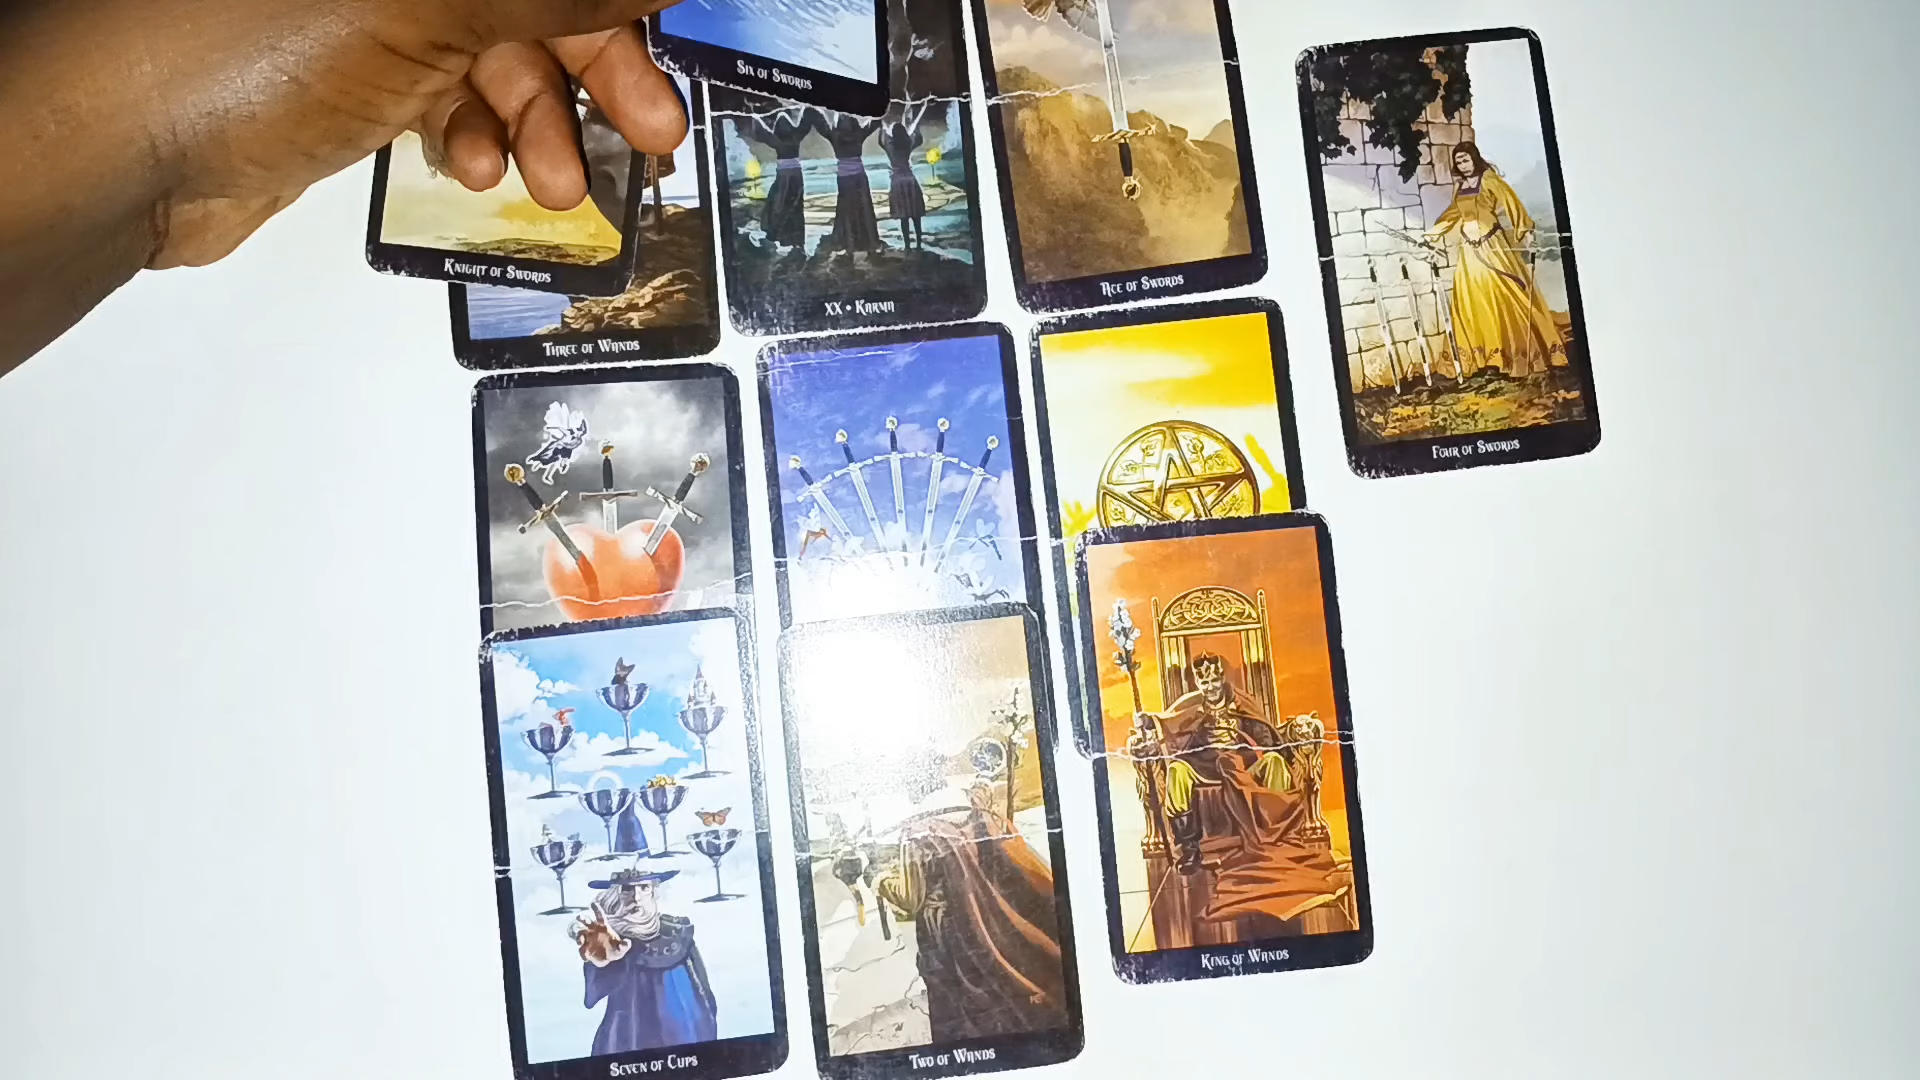 Six of Swords
Knight of Swords
Three of Wands
XX • Karma
Ace of Swords
Four of Swords
King of Wands
Seven of Cups
Two of Wands